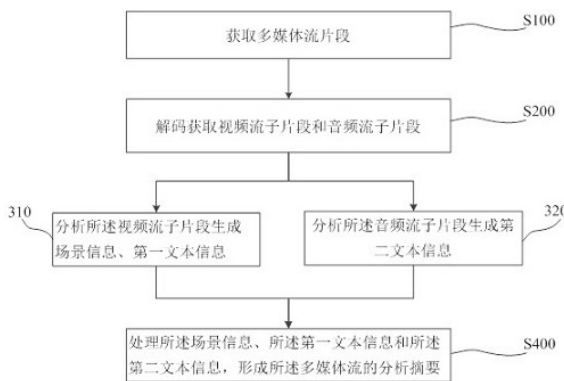 S100
获取多媒体流片段
S200
解码获取视频流子片段和音频流子片段
310
分析所述视频流子片段生成
场景信息、第一文本信息
320
分析所述音频流子片段生成第
二文本信息
S400
处理所述场景信息、所述第一文本信息和所述
第二文本信息，形成所述多媒体流的分析摘要